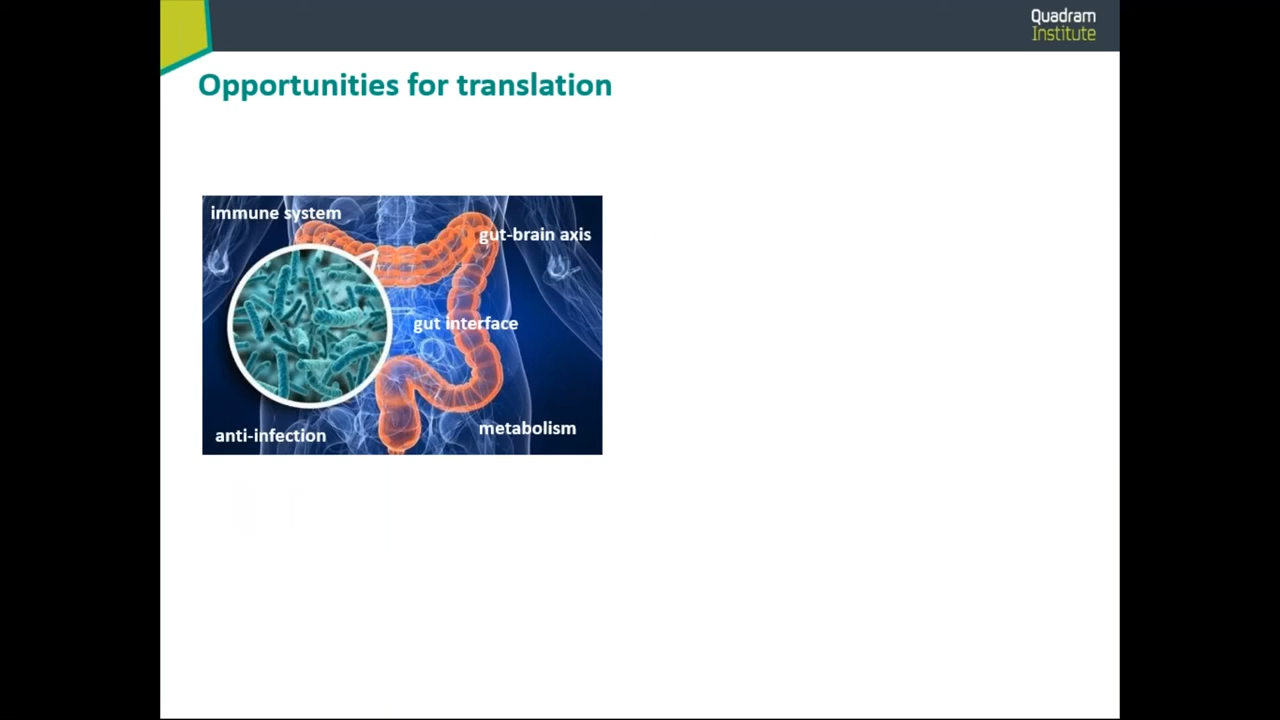 Quadram
Institute
Opportunities for translation
immune system
gut-brain axis
gut interface
anti-infection
metabolism